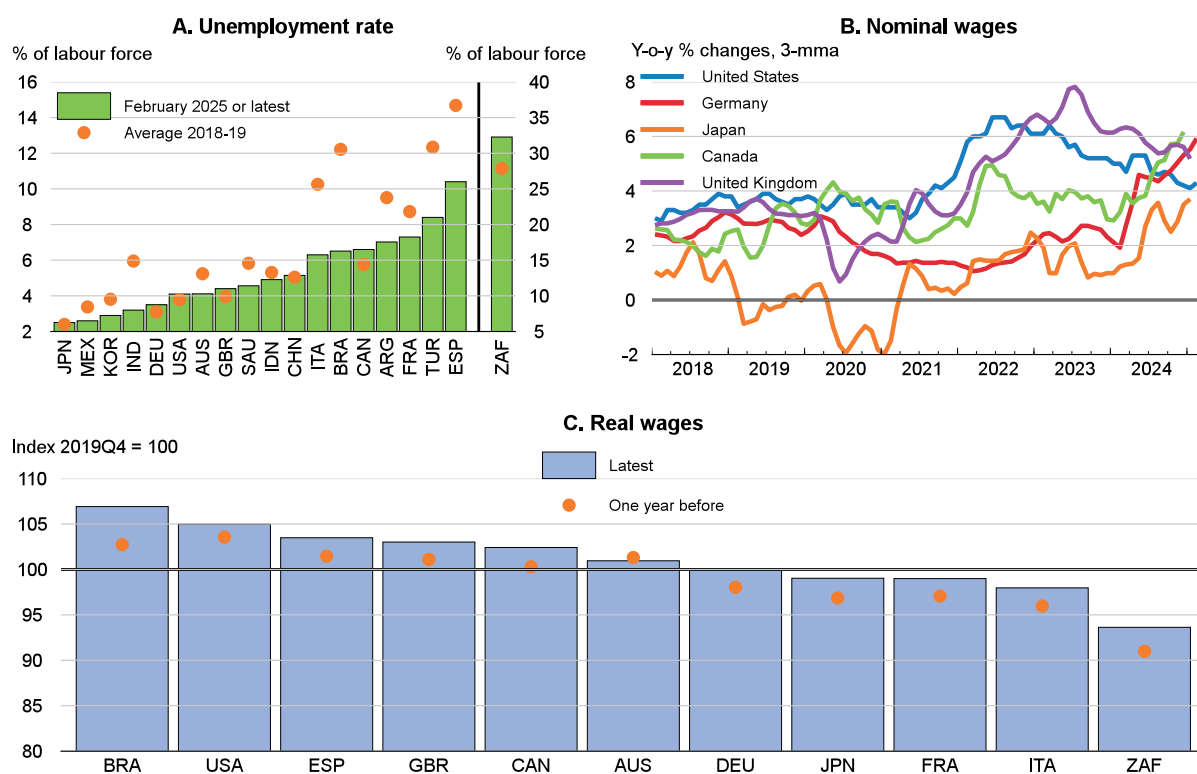 A. Unemployment rate
% of labour force
% of labour force
16
14
12
10
8
6
4
2
40
35
30
25
20
15
10
5
February 2025 or latest
Average 2018-19
JPN
MEX
KOR
IND
DEU
USA
AUS
GBR
SAU
IDN
CHN
ITA
BRA
CAN
ARG
FRA
TUR
ESP
ZAF
B. Nominal wages
Y-o-y % changes, 3-mma
8
6
4
2
0
-2
United States
Germany
Japan
Canada
United Kingdom
2018 2019 2020 2021 2022 2023 2024
C. Real wages
Index 2019Q4 = 100
110
105
100
95
90
85
80
Latest
One year before
BRA USA ESP GBR CAN AUS DEU JPN FRA ITA ZAF